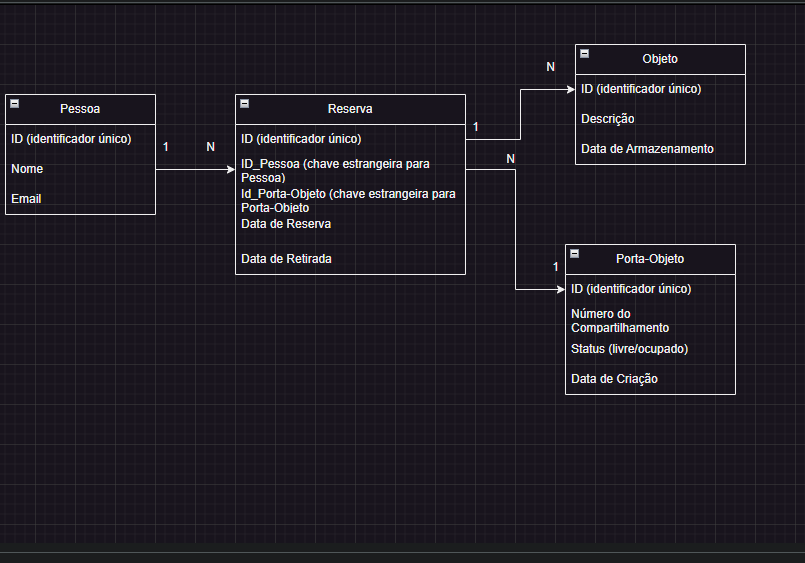 Pessoa
ID (identificador único)
Nome
Email
1
N
Reserva
ID (identificador único)
ID_Pessoa (chave estrangeira para
Pessoa)
Id_Porta-Objeto (chave estrangeira para
Porta-Objeto
Data de Reserva
Data de Retirada
1
N
Objeto
ID (identificador único)
Descrição
Data de Armazenamento
N
1
Porta-Objeto
ID (identificador único)
Número do
Compartilhamento
Status (livre/ocupado)
Data de Criação